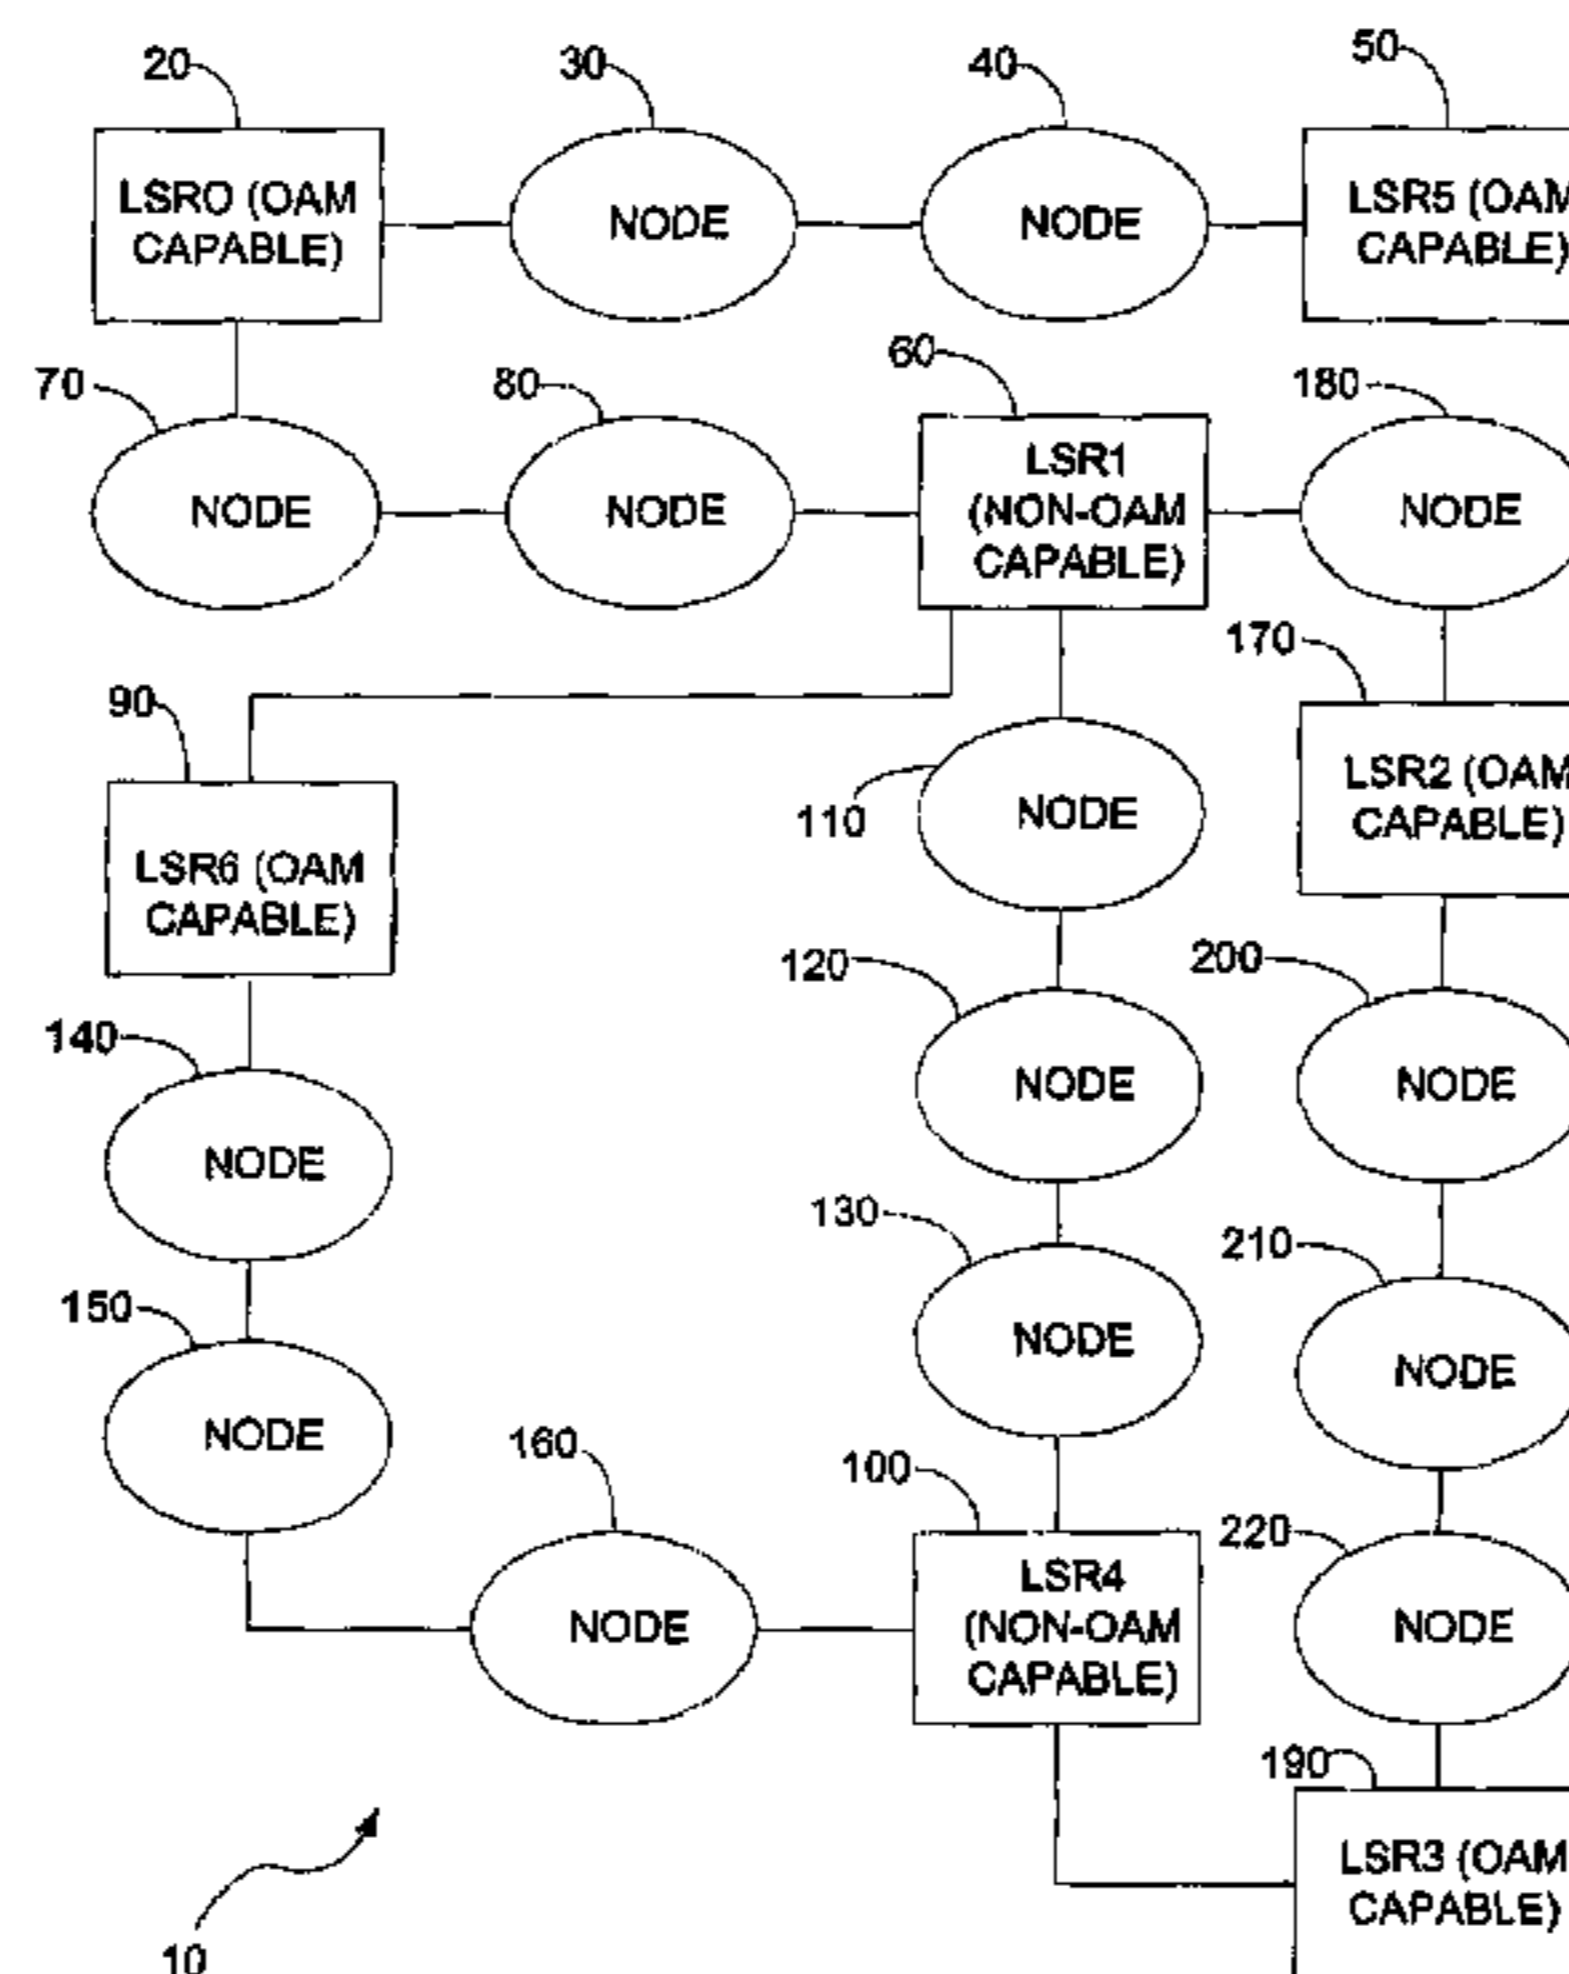 20
30
40
50
LSR0 (OAM
CAPABLE)
NODE
NODE
LSR5 (OAM
CAPABLE)
60
70
80
180
NODE
NODE
LSR1
(NON-OAM
CAPABLE)
NODE
170
90
110
NODE
LSR2 (OAM
CAPABLE)
LSR6 (OAM
CAPABLE)
120
200
140
NODE
NODE
NODE
130
210
150
NODE
NODE
NODE
160
100
220
NODE
LSR4
(NON-OAM
CAPABLE)
NODE
190
LSR3 (OAM
CAPABLE)
10